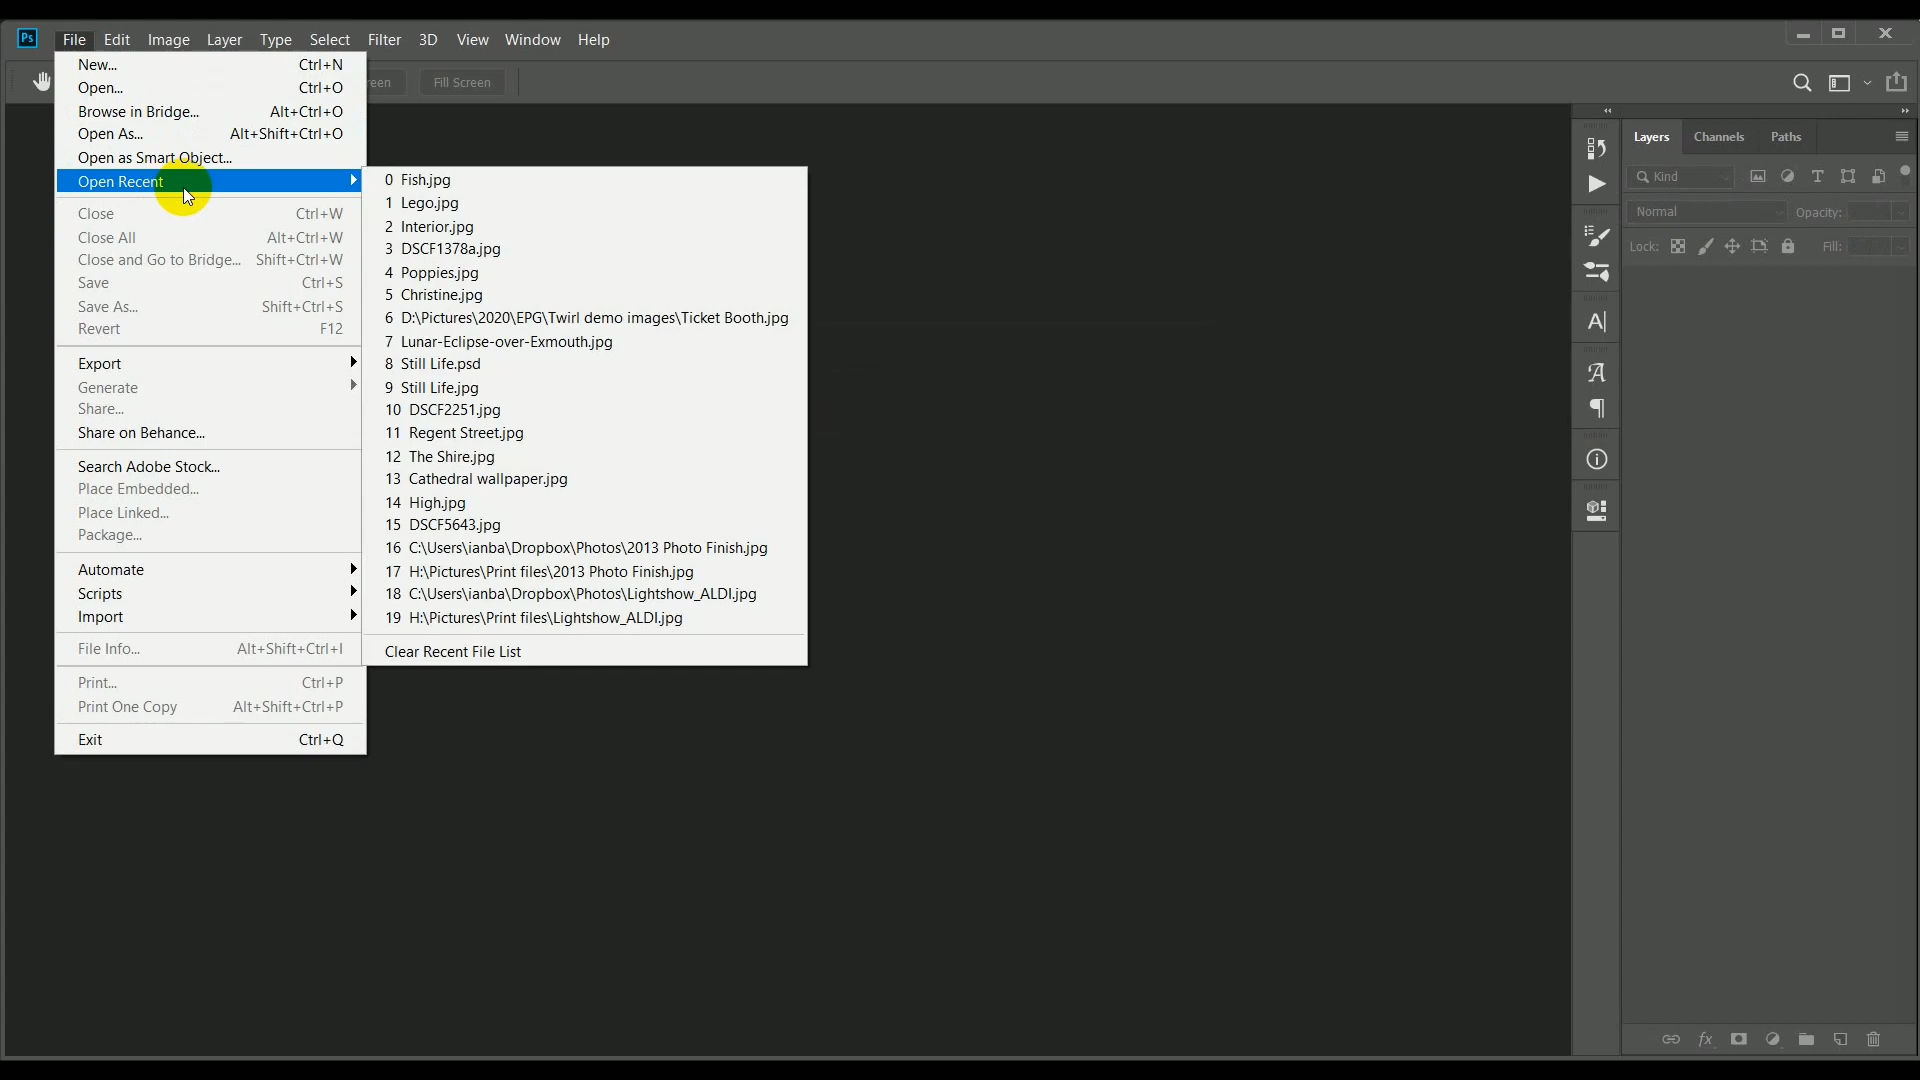 Ps File Edit Image Layer Type Select Filter 3D View Window Help
Fill Screen
New... Ctrl+N
Open... Ctrl+O
Browse in Bridge... Alt+Ctrl+O
Open As... Alt+Shift+Ctrl+O
Open as Smart Object...
Open Recent
Close Ctrl+W
Close All Alt+Ctrl+W
Close and Go to Bridge... Shift+Ctrl+W
Save Ctrl+S
Save As... Shift+Ctrl+S
Revert F12
Export
Generate
Share...
Share on Behance...
Search Adobe Stock...
Place Embedded...
Place Linked...
Package...
Automate
Scripts
Import
File Info... Alt+Shift+Ctrl+I
Print... Ctrl+P
Print One Copy Alt+Shift+Ctrl+P
Exit Ctrl+Q
0 Fish.jpg
1 Lego.jpg
2 Interior.jpg
3 DSCF1378a.jpg
4 Poppies.jpg
5 Christine.jpg
6 D:\Pictures\2020\EPG\Twirl demo images\Ticket Booth.jpg
7 Lunar-Eclipse-over-Exmouth.jpg
8 Still Life.psd
9 Still Life.jpg
10 DSCF2251.jpg
11 Regent Street.jpg
12 The Shire.jpg
13 Cathedral wallpaper.jpg
14 High.jpg
15 DSCF5643.jpg
16 C:\Users\ianba\Dropbox\Photos\2013 Photo Finish.jpg
17 H:\Pictures\Print files\2013 Photo Finish.jpg
18 C:\Users\ianba\Dropbox\Photos\Lightshow_ALDI.jpg
19 H:\Pictures\Print files\Lightshow_ALDI.jpg
Clear Recent File List
Layers Channels Paths
Kind
Normal Opacity:
Lock: Fill:
fx